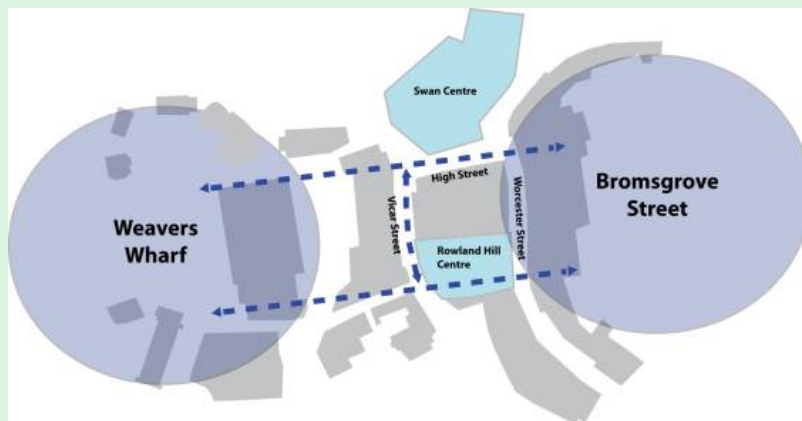 Swan Centre
High Street
Worcester Street
Bromsgrove
Street
Weavers
Wharf
Vicar Street
Rowland Hill
Centre